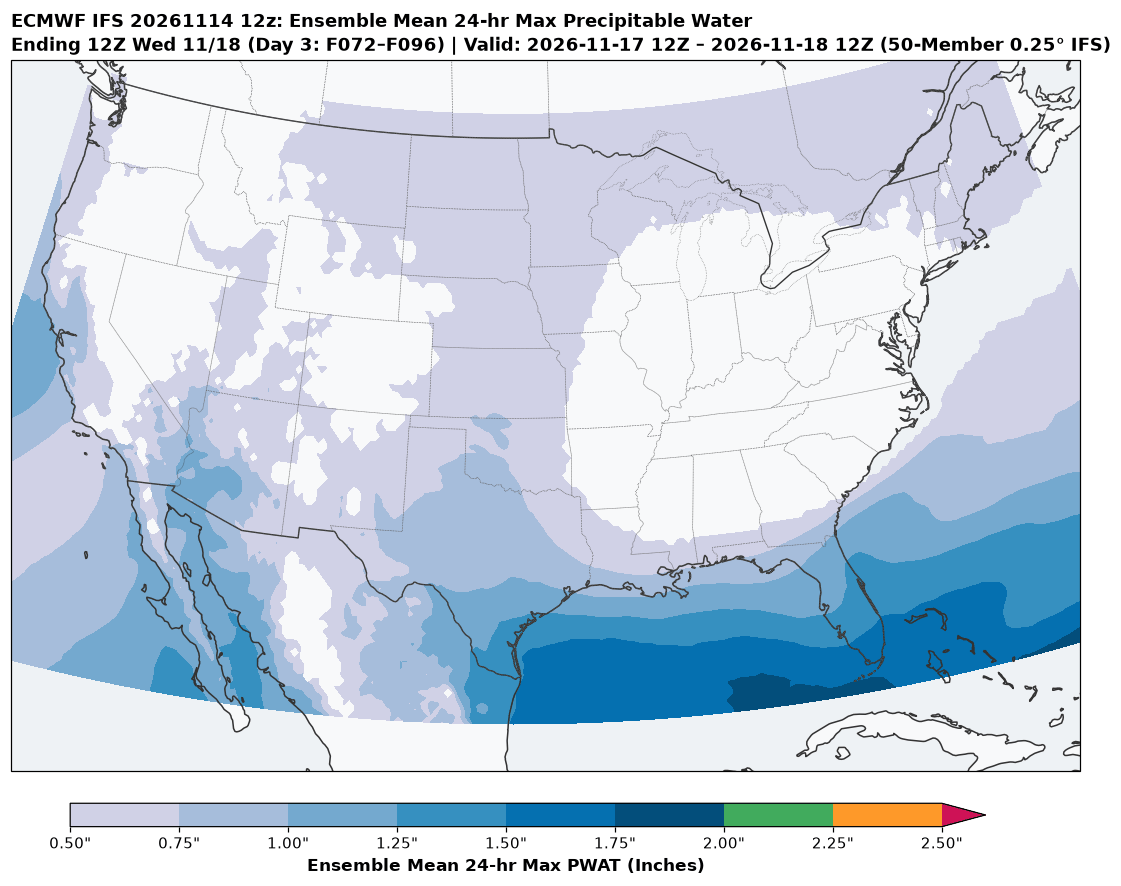 ECMWF IFS 20261114 12z: Ensemble Mean 24-hr Max Precipitable Water
Ending 12Z Wed 11/18 (Day 3: F072–F096) | Valid: 2026-11-17 12Z – 2026-11-18 12Z (50-Member 0.25° IFS)
0.50" 0.75" 1.00" 1.25" 1.50" 1.75" 2.00" 2.25" 2.50"
Ensemble Mean 24-hr Max PWAT (Inches)